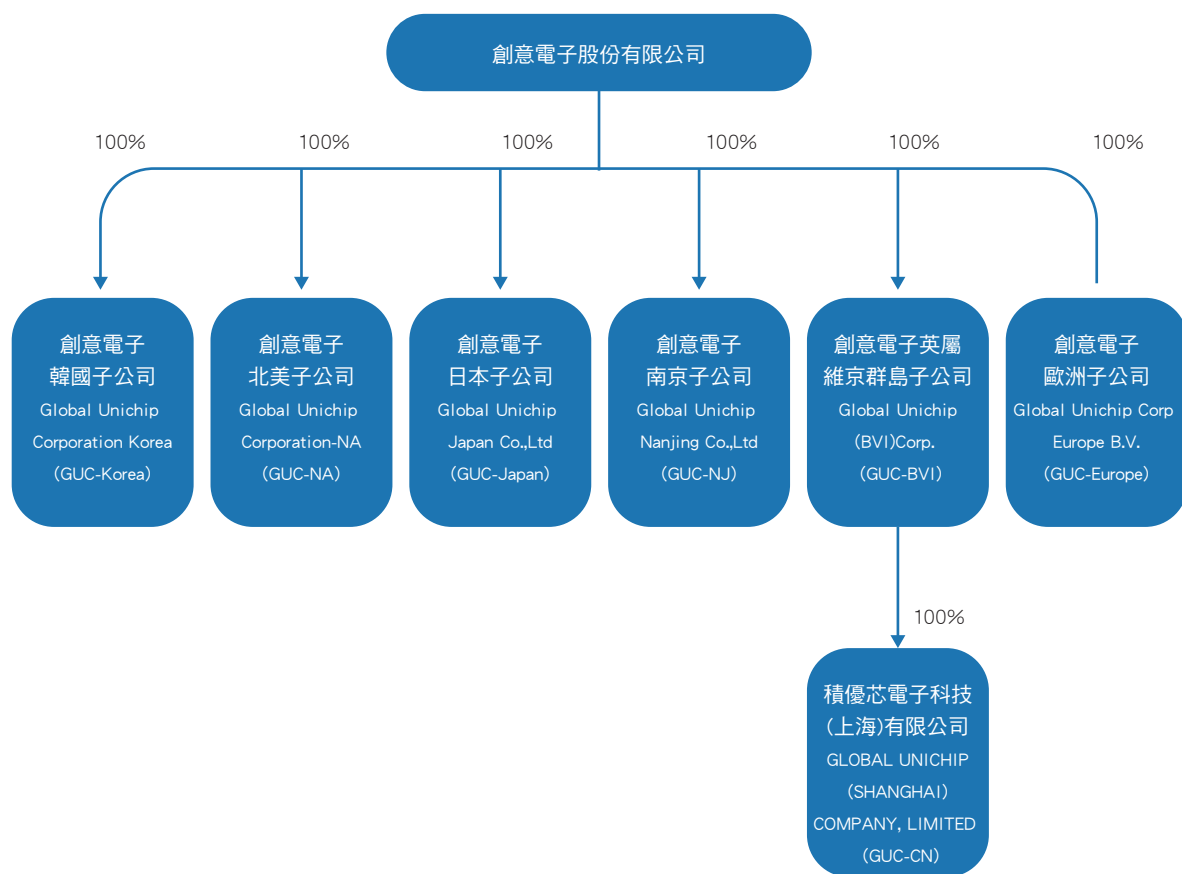 創意電子股份有限公司
100%
100%
100%
100%
100%
100%
創意電子
韓國子公司
Global Unichip
Corporation Korea
(GUC-Korea)
創意電子
北美子公司
Global Unichip
Corporation-NA
(GUC-NA)
創意電子
日本子公司
Global Unichip
Japan Co.,Ltd
(GUC-Japan)
創意電子
南京子公司
Global Unichip
Nanjing Co.,Ltd
(GUC-NJ)
創意電子英屬
維京群島子公司
Global Unichip
(BVI)Corp.
(GUC-BVI)
創意電子
歐洲子公司
Global Unichip Corp
Europe B.V.
(GUC-Europe)
100%
積優芯電子科技
(上海)有限公司
GLOBAL UNICHIP
(SHANGHAI)
COMPANY, LIMITED
(GUC-CN)